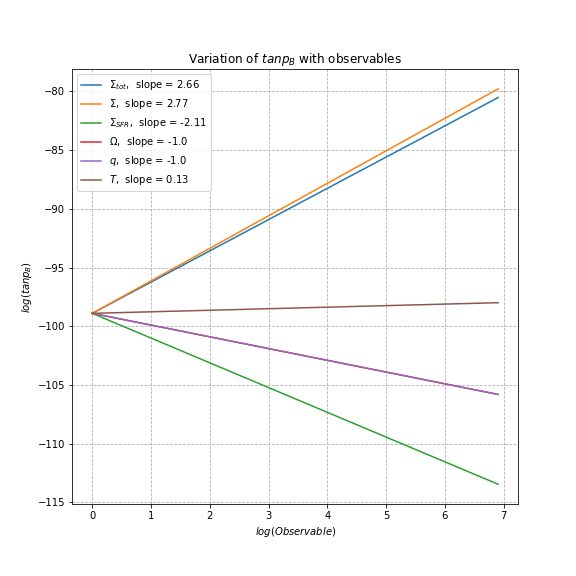 Variation of tanp_B with observables
Σ_tot, slope = 2.66
Σ, slope = 2.77
Σ_SFR, slope = -2.11
Ω, slope = -1.0
q, slope = -1.0
T, slope = 0.13
log(tanp_B)
−80
−85
−90
−95
−100
−105
−110
−115
0 1 2 3 4 5 6 7
log(Observable)